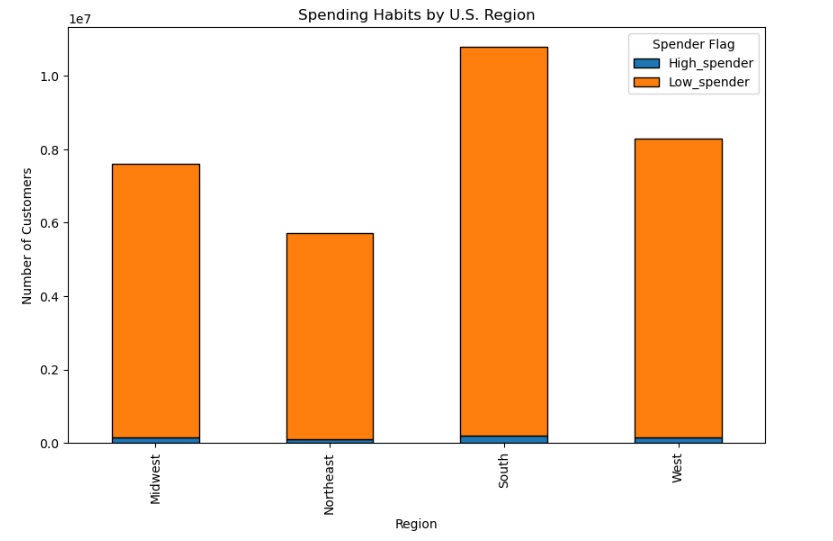 Spending Habits by U.S. Region
1e7
Spender Flag
High_spender
Low_spender
1.0
0.8
0.6
0.4
0.2
0.0
Number of Customers
Midwest
Northeast
South
West
Region